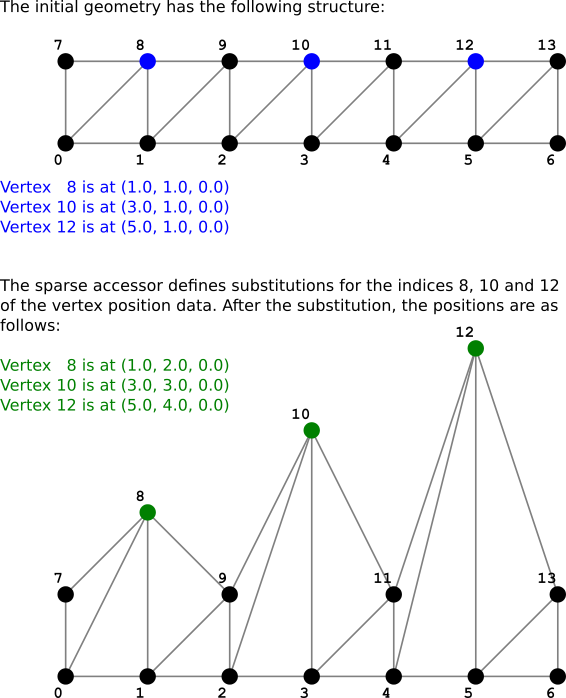 The initial geometry has the following structure:
7 8 9 10 11 12 13
0 1 2 3 4 5 6
Vertex   8 is at (1.0, 1.0, 0.0)
Vertex 10 is at (3.0, 1.0, 0.0)
Vertex 12 is at (5.0, 1.0, 0.0)
The sparse accessor defines substitutions for the indices 8, 10 and 12
of the vertex position data. After the substitution, the positions are as
follows:
12
Vertex   8 is at (1.0, 2.0, 0.0)
Vertex 10 is at (3.0, 3.0, 0.0)
Vertex 12 is at (5.0, 4.0, 0.0)
10
8
7 9 11 13
0 1 2 3 4 5 6